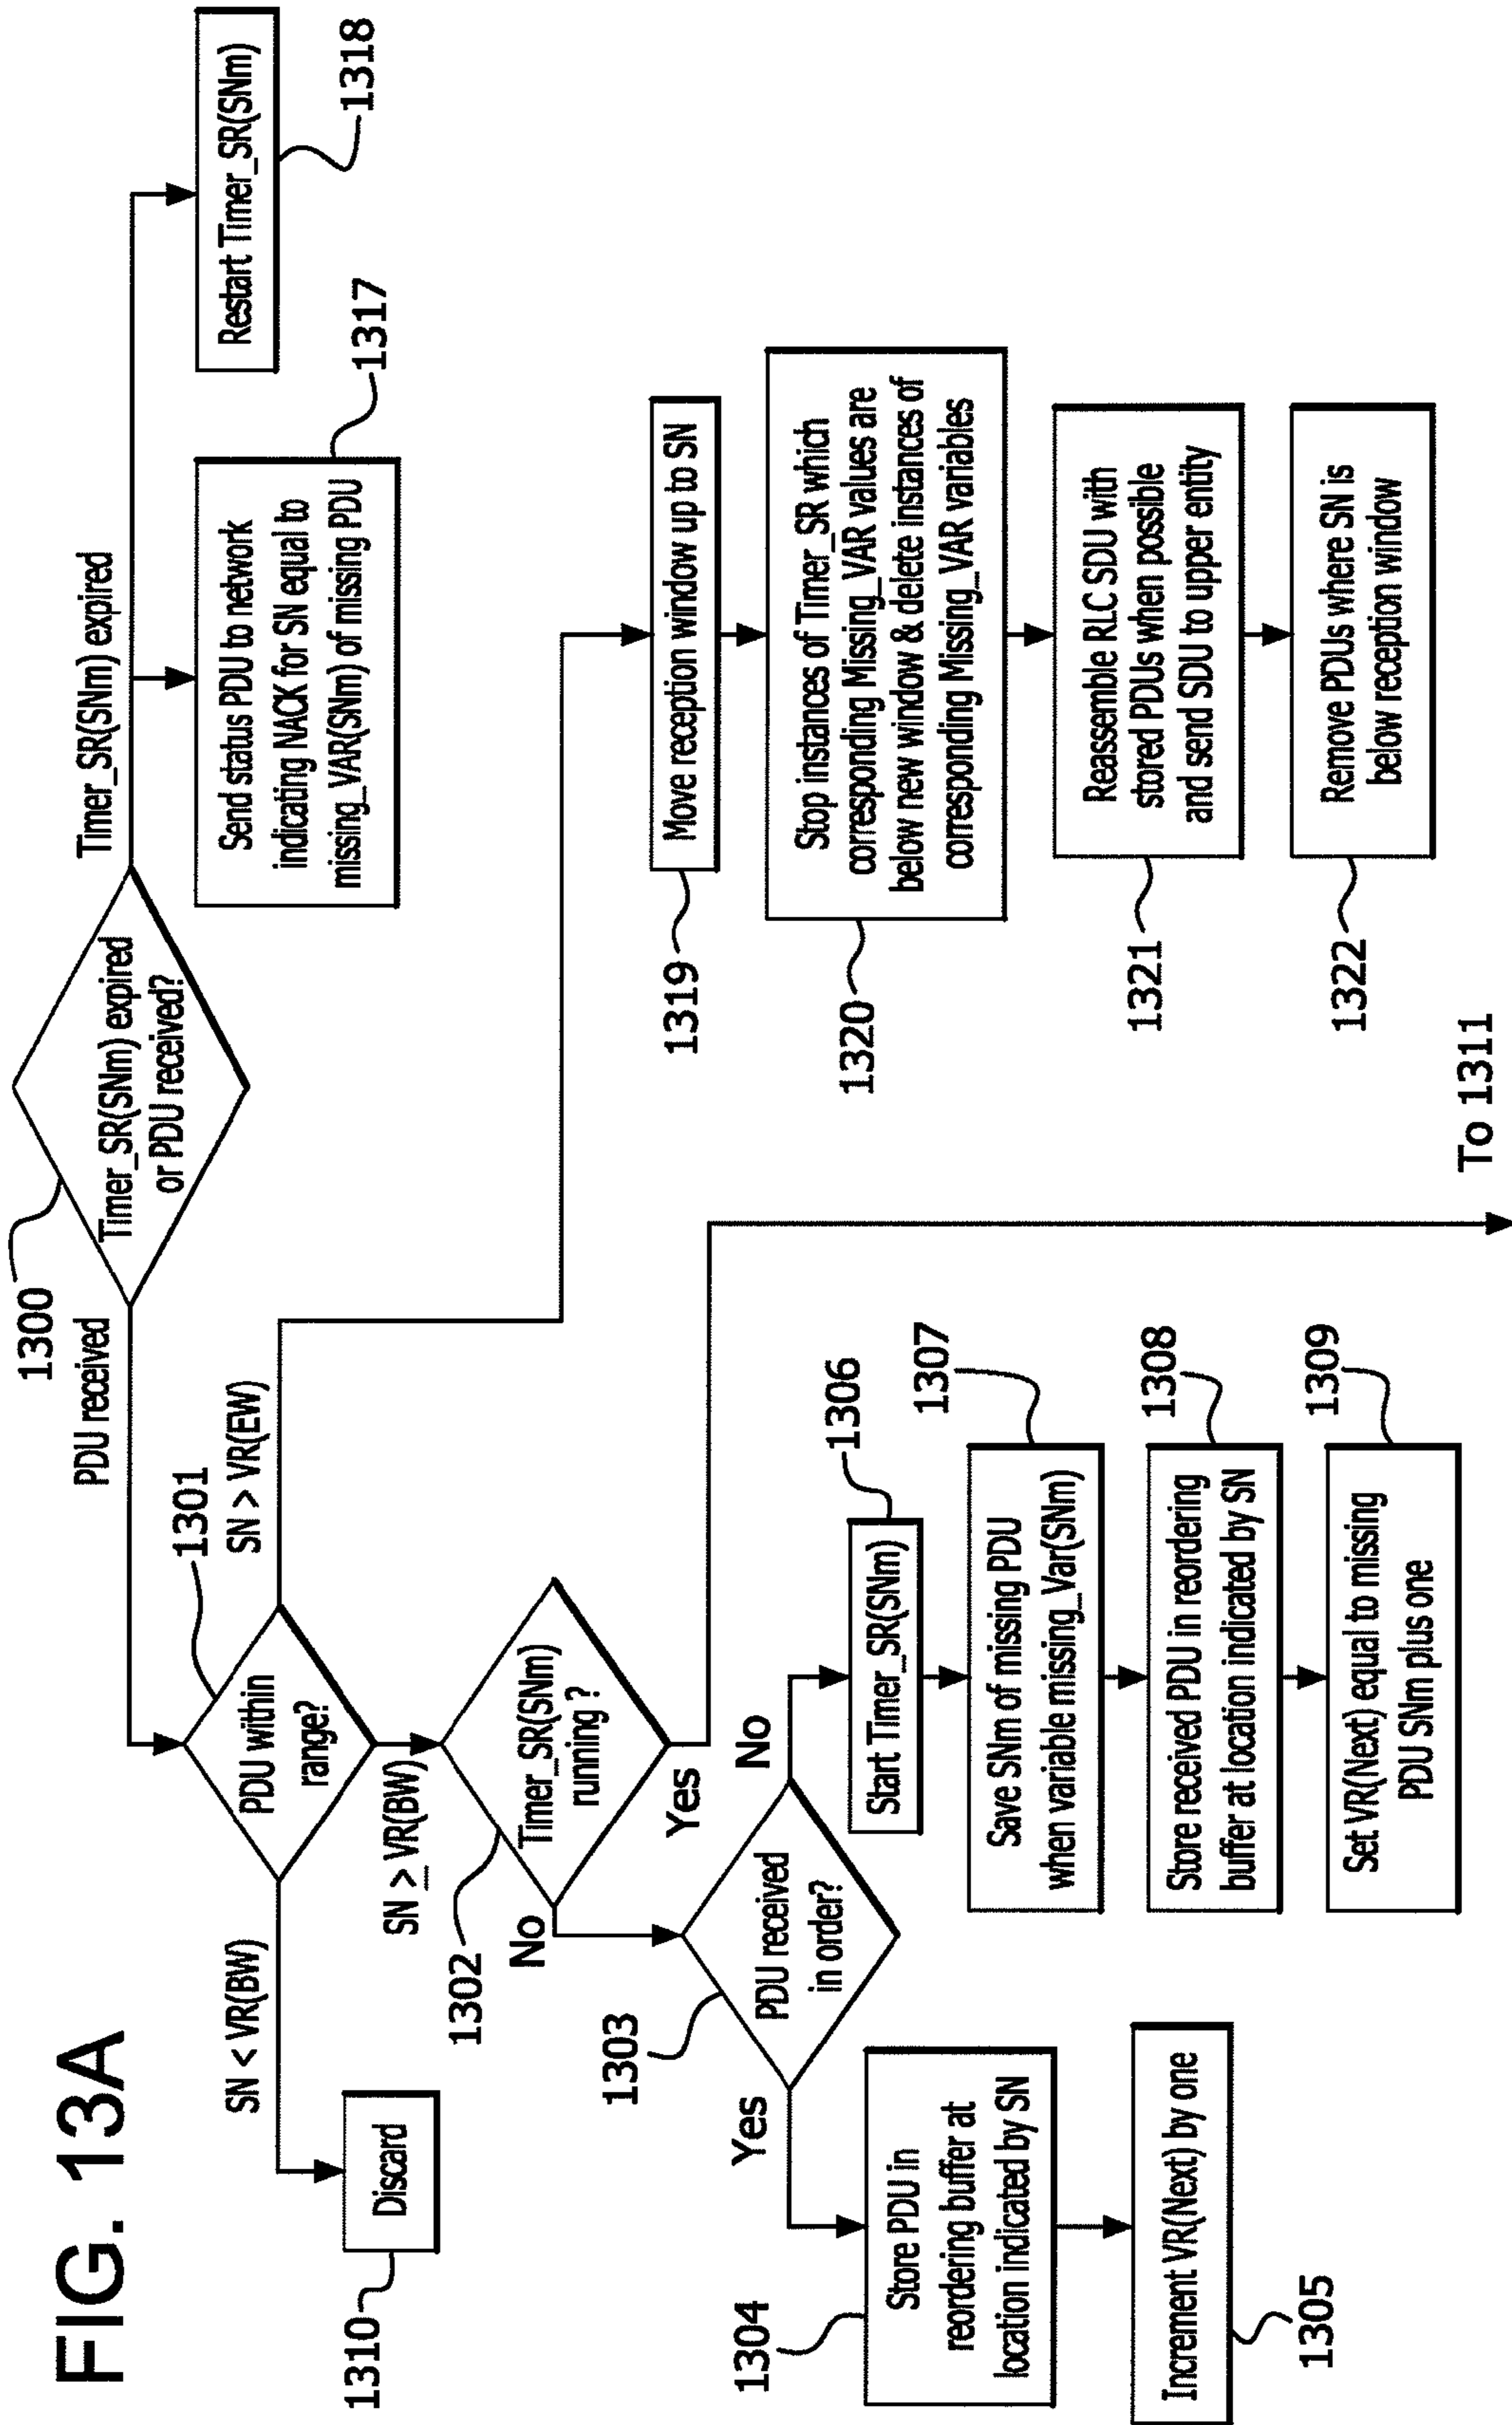 FIG. 13A
1300
Timer_SR(SNm) expired
or PDU received?
PDU received
Timer_SR(SNm) expired
Send status PDU to network
indicating NACK for SN equal to
missing_VAR(SNm) of missing PDU
1317
Restart Timer_SR(SNm)
1318
1301
PDU within
range?
SN < VR(BW)
SN > VR(EW)
SN ≥ VR(BW)
Discard
1310
1302
Timer_SR(SNm)
running ?
No
Yes
1303
PDU received
in order?
Yes
No
1304
Store PDU in
reordering buffer at
location indicated by SN
Increment VR(Next) by one
1305
Start Timer_SR(SNm)
1306
Save SNm of missing PDU
when variable missing_Var(SNm)
1307
Store received PDU in reordering
buffer at location indicated by SN
1308
Set VR(Next) equal to missing
PDU SNm plus one
1309
Move reception window up to SN
1319
Stop instances of Timer_SR which
corresponding Missing_VAR values are
below new window & delete instances of
corresponding Missing_VAR variables
1320
Reassemble RLC SDU with
stored PDUs when possible
and send SDU to upper entity
1321
Remove PDUs where SN is
below reception window
1322
To 1311